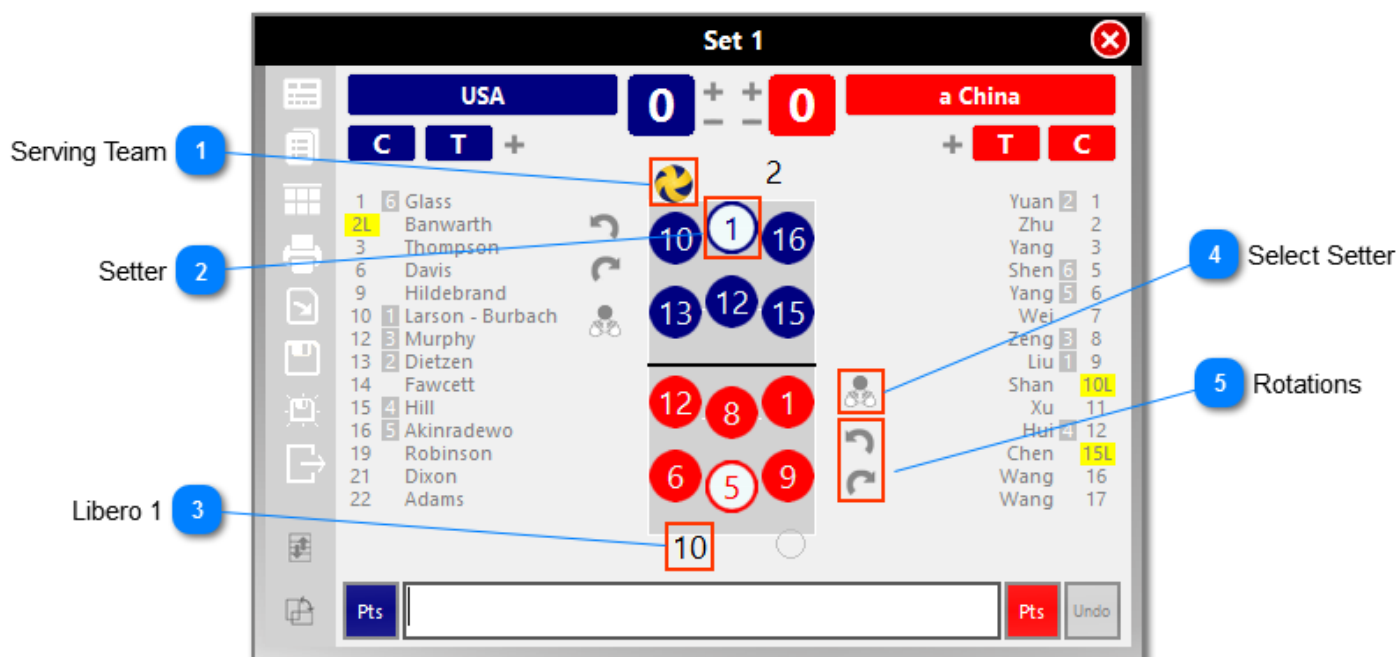 Set 1
USA 0 + + 0 a China
− −
C T + + T C
Serving Team 1
2
1 6 Glass
2L Banwarth
3 Thompson
6 Davis
9 Hildebrand
10 1 Larson - Burbach
12 3 Murphy
13 2 Dietzen
14 Fawcett
15 4 Hill
16 5 Akinradewo
19 Robinson
21 Dixon
22 Adams
Setter 2
Libero 1 3
10 1 16
13 12 15
12 8 1
6 5 9
10
Yuan 2 1
Zhu 2
Yang 3
Shen 6 5
Yang 5 6
Wei 7
Zeng 3 8
Liu 1 9
Shan 10L
Xu 11
Hui 4 12
Chen 15L
Wang 16
Wang 17
4 Select Setter
5 Rotations
Pts Pts Undo